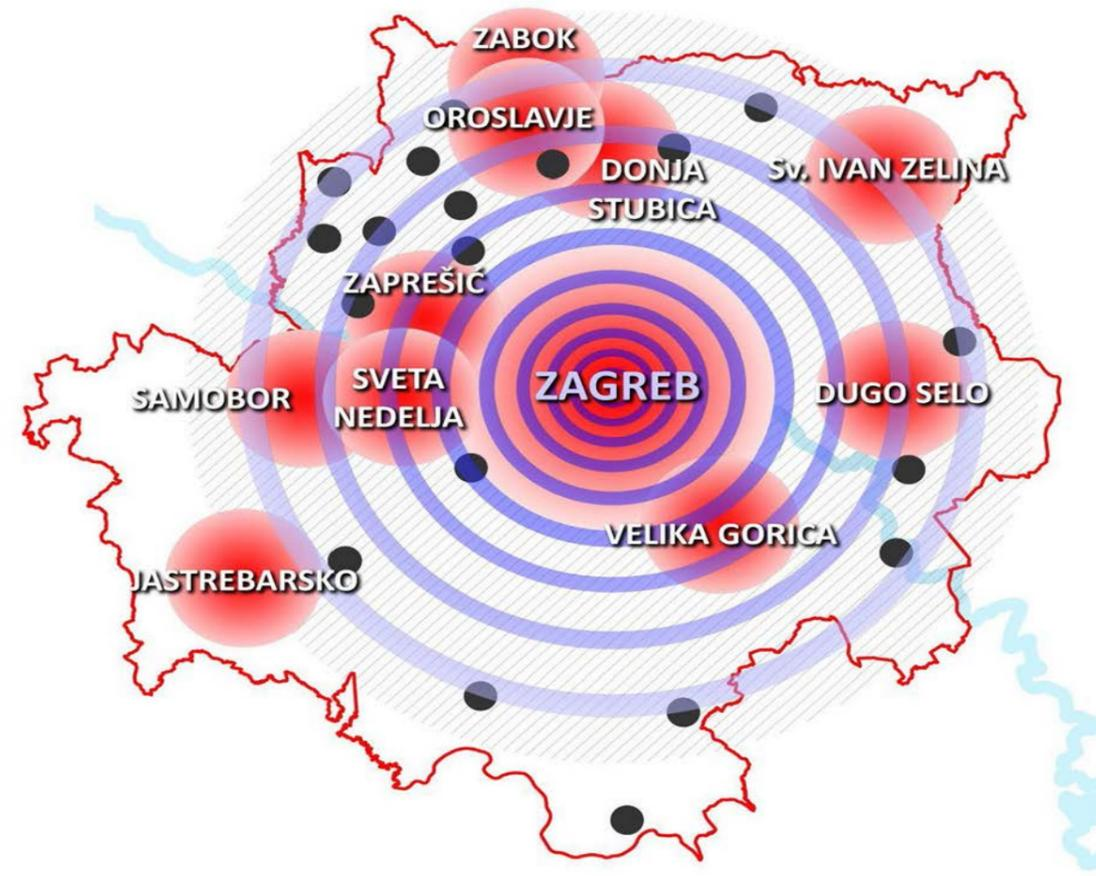 ZABOK
OROSLAVJE
DONJA
STUBICA
Sv. IVAN ZELINA
ZAPREŠIĆ
SAMOBOR
SVETA
NEDELJA
ZAGREB
DUGO SELO
VELIKA GORICA
JASTREBARSKO